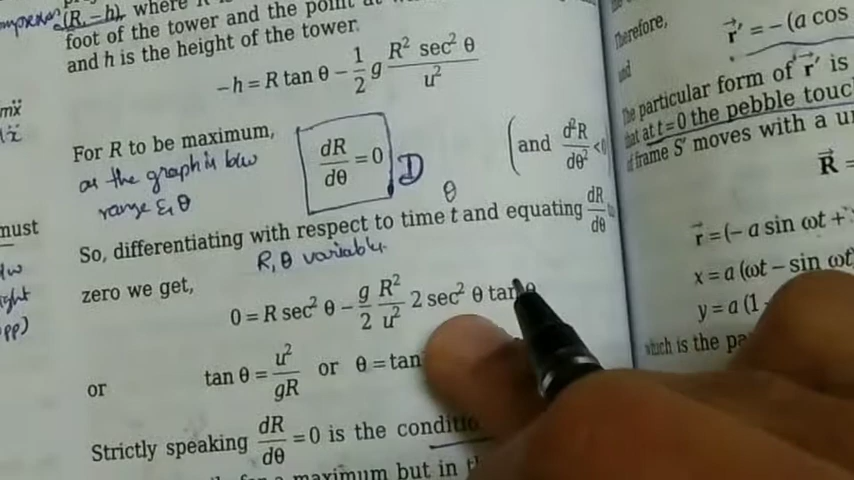 (R, -h), where
foot of the tower and the point
and h is the height of the tower.
-h = R tan θ - 1/2 g R² sec² θ / u²
For R to be maximum,
dR/dθ = 0
(and d²R/dθ² < 0
as the graph is b/w
range & θ
D
θ
So, differentiating with respect to time t and equating dR/dθ
R, θ variable.
zero we get,
0 = R sec² θ - g/2 R²/u² 2 sec² θ tan θ
or tan θ = u²/gR or θ = tan
Strictly speaking dR/dθ = 0 is the condition
maximum but in
mẍ
must
Therefore,
r⃗' = - (a cos
and
The particular form of r⃗' is
that at t = 0 the pebble touc
of frame S' moves with a
R⃗ =
r⃗ = (- a sin ωt +
x = a (ωt - sin ωt
y = a (1
which is the